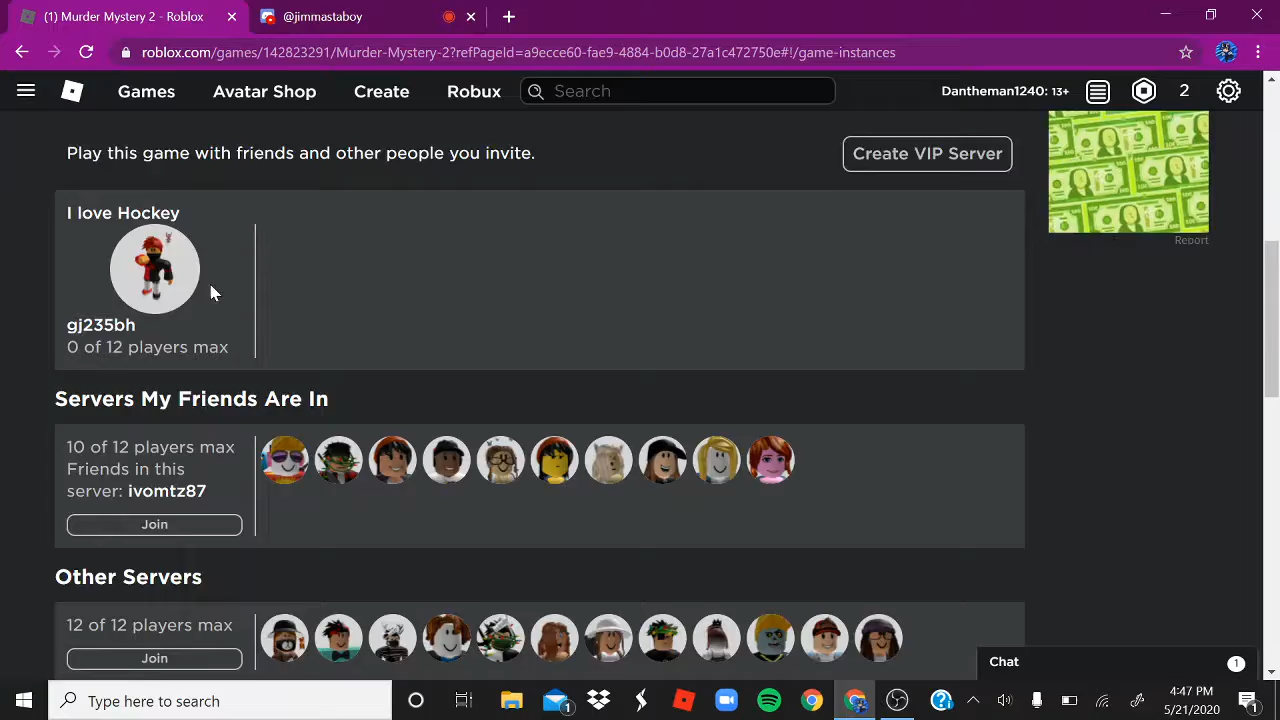 (1) Murder Mystery 2 - Roblox
@jimmastaboy
roblox.com/games/142823291/Murder-Mystery-2?refPageId=a9ecce60-fae9-4884-b0d8-27a1c472750e#!/game-instances
Games
Avatar Shop
Create
Robux
Search
Dantheman1240: 13+
2
Play this game with friends and other people you invite.
Create VIP Server
Report
I love Hockey
gj235bh
0 of 12 players max
Servers My Friends Are In
10 of 12 players max
Friends in this
server: ivomtz87
Join
Other Servers
12 of 12 players max
Join
Chat
1
Type here to search
1
4:47 PM
5/21/2020
1